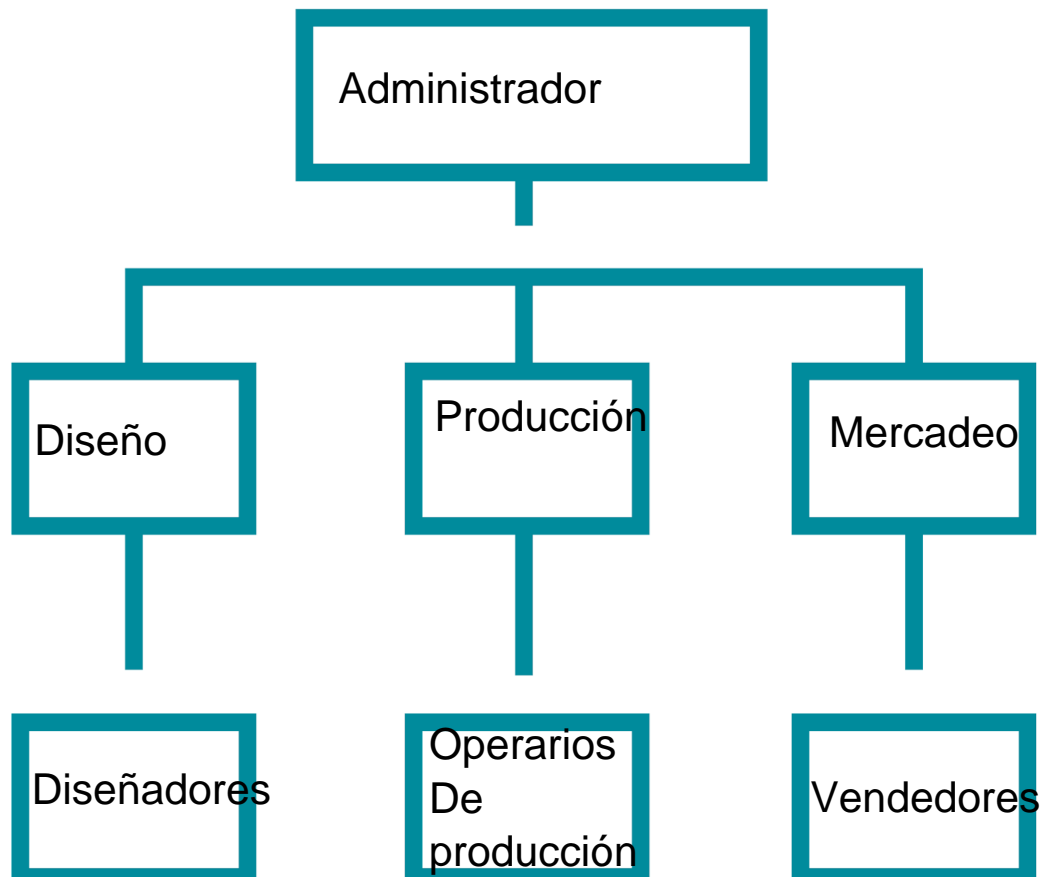 Administrador
Diseño
Producción
Mercadeo
Diseñadores
Operarios
De
producción
Vendedores